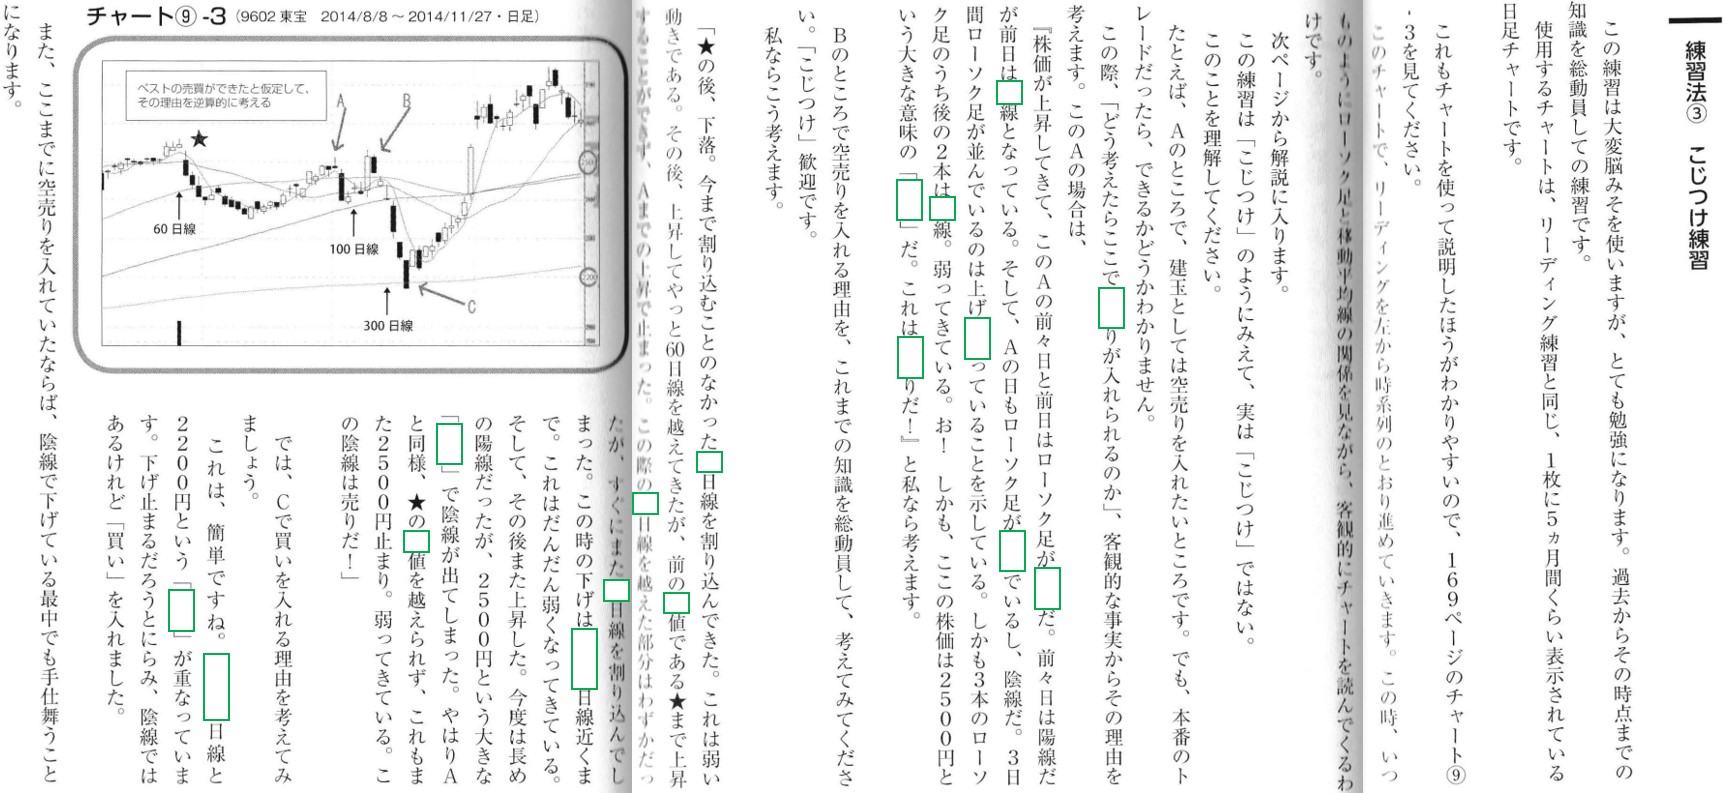 練習法③ こじつけ練習
この練習は大変脳みそを使いますが、とても勉強になります。過去からその時点までの
知識を総動員しての練習です。
使用するチャートは、リーディング練習と同じ、1枚に5ヵ月間くらい表示されている
日足チャートです。
これもチャートを使って説明したほうがわかりやすいので、169ページのチャート⑨
-3を見てください。
このチャートで、リーディングを左から時系列のとおり進めていきます。この時、いつ
ものようにローソク足と移動平均線の関係を見ながら、客観的にチャートを読んでくるわ
けです。
次ページから解説に入ります。
この練習は「こじつけ」のようにみえて、実は「こじつけ」ではない。
このことを理解してください。
たとえば、Aのところで、建玉としては空売りを入れたいところです。でも、本番のト
レードだったら、できるかどうかわかりません。
この際、「どう考えたらここで りが入れられるのか」、客観的な事実からその理由を
考えます。このAの場合は、
『株価が上昇してきて、このAの前々日と前日はローソク足が だ。前々日は陽線だ
が前日は 線となっている。そして、Aの日もローソク足が でいるし、陰線だ。3日
間ローソク足が並んでいるのは上げ っていることを示している。しかも3本のローソ
ク足のうち後の2本は 線。弱ってきている。お! しかも、ここの株価は2500円と
いう大きな意味の「 」だ。これは りだ!』と私なら考えます。
Bのところで空売りを入れる理由を、これまでの知識を総動員して、考えてみてくださ
い。「こじつけ」歓迎です。
私ならこう考えます。
「★の後、下落。今まで割り込むことのなかった 日線を割り込んできた。これは弱い
動きである。その後、上昇してやっと60日線を越えてきたが、前の 値である★まで上昇
することができず、Aまでの上昇で止まった。この際の 日線を越えた部分はわずかだっ
たが、すぐにまた 日線を割り込んでし
まった。この時の下げは 日線近くま
で。これはだんだん弱くなってきている。
そして、その後また上昇した。今度は長め
の陽線だったが、2500円という大きな
「 」で陰線が出てしまった。やはりA
と同様、★の 値を越えられず、これもま
た2500円止まり。弱ってきている。こ
の陰線は売りだ!」
では、Cで買いを入れる理由を考えてみ
ましょう。
これは、簡単ですね。 日線と
2200円という「 」が重なっていま
す。下げ止まるだろうとにらみ、陰線では
あるけれど「買い」を入れました。
チャート⑨-3（9602 東宝 2014/8/8～2014/11/27・日足）
ベストの売買ができたと仮定して、
その理由を逆算的に考える
★
A
B
60日線
100日線
300日線
C
また、ここまでに空売りを入れていたならば、陰線で下げている最中でも手仕舞うこと
になります。